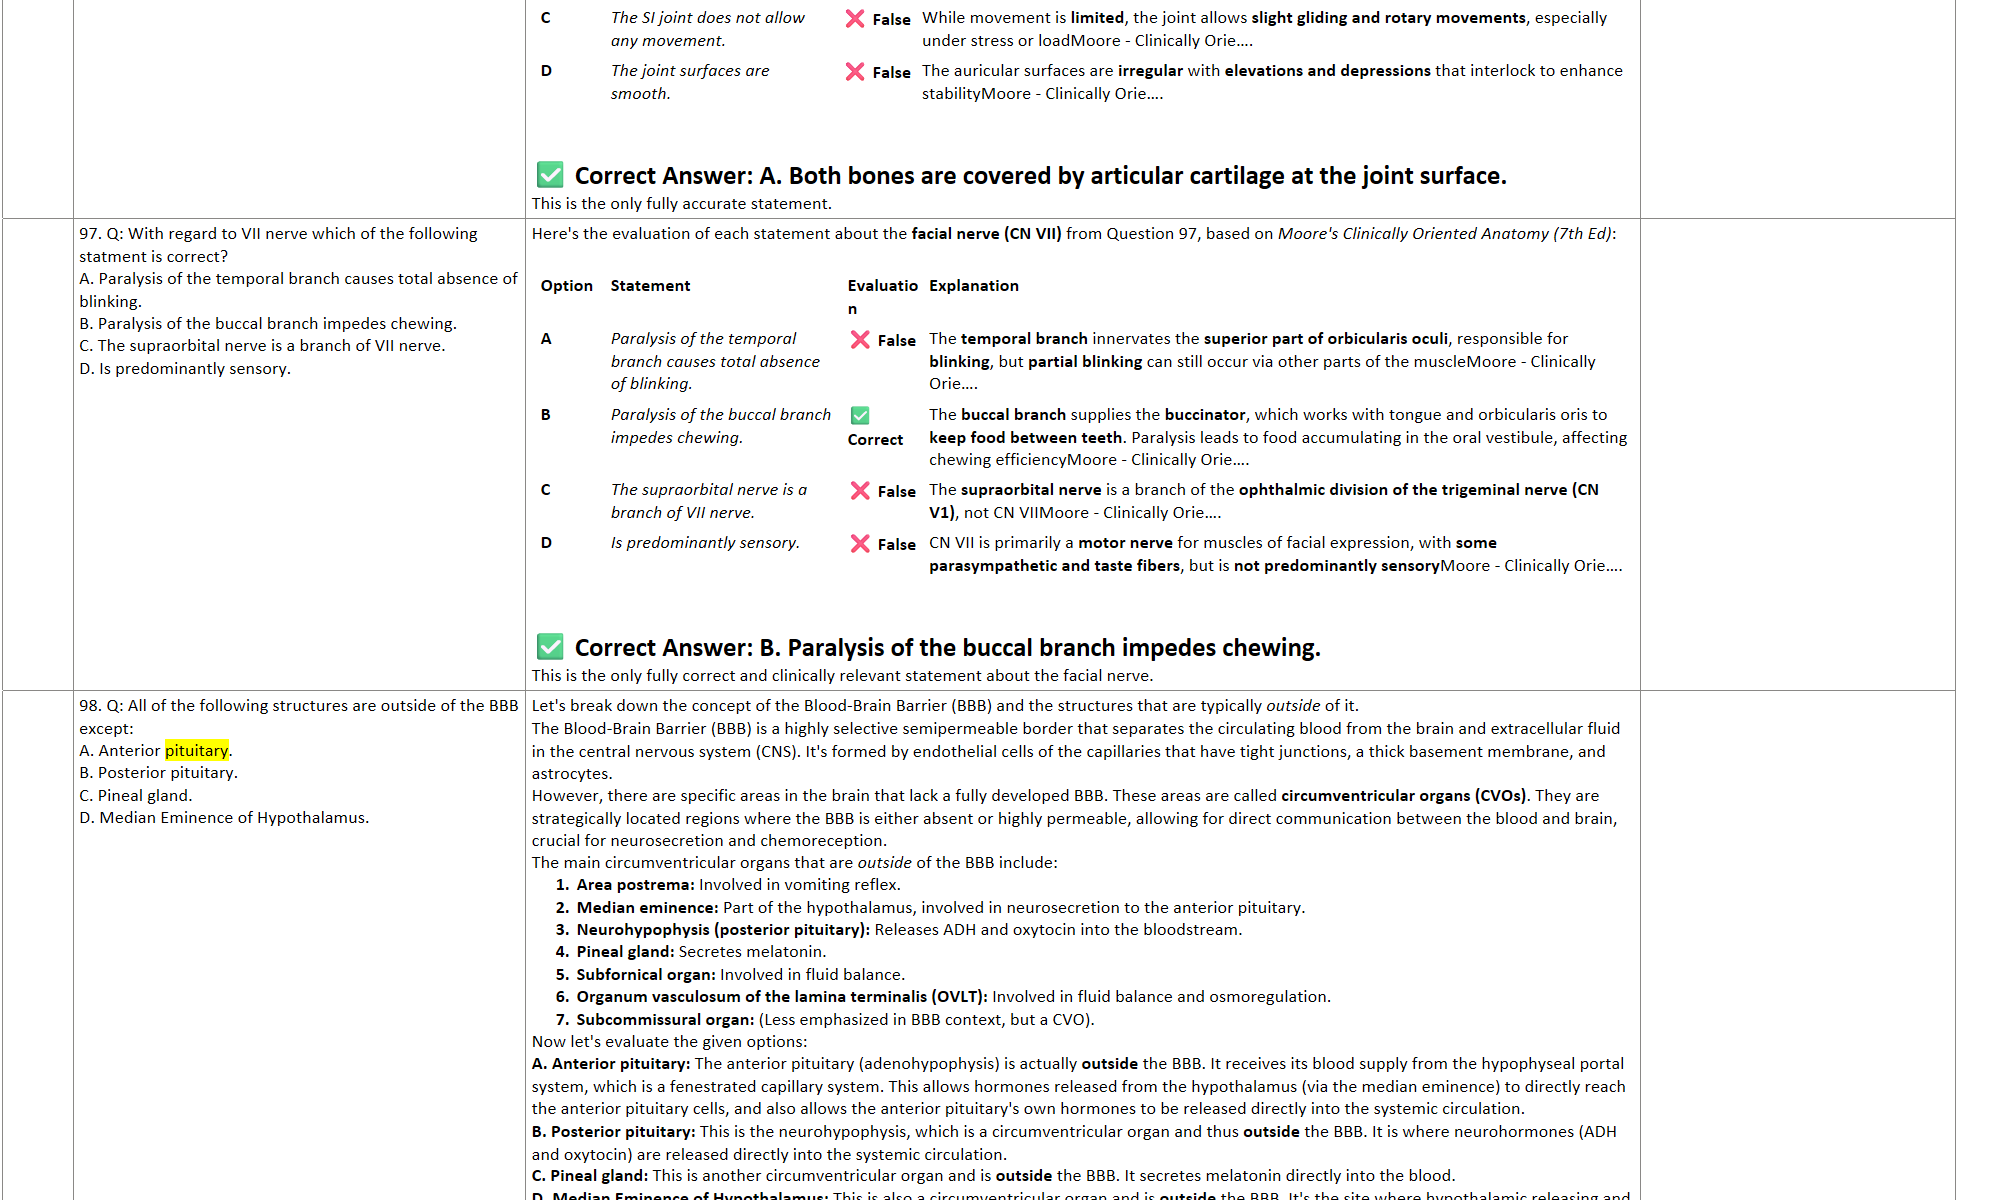 C The SI joint does not allow ❌ False While movement is limited, the joint allows slight gliding and rotary movements, especially
any movement. under stress or loadMoore - Clinically Orie....
D The joint surfaces are ❌ False The auricular surfaces are irregular with elevations and depressions that interlock to enhance
smooth. stabilityMoore - Clinically Orie....
✅ Correct Answer: A. Both bones are covered by articular cartilage at the joint surface.
This is the only fully accurate statement.
97. Q: With regard to VII nerve which of the following
statment is correct?
A. Paralysis of the temporal branch causes total absence of
blinking.
B. Paralysis of the buccal branch impedes chewing.
C. The supraorbital nerve is a branch of VII nerve.
D. Is predominantly sensory.
Here's the evaluation of each statement about the facial nerve (CN VII) from Question 97, based on Moore's Clinically Oriented Anatomy (7th Ed):
Option Statement Evaluatio Explanation
n
A Paralysis of the temporal ❌ False The temporal branch innervates the superior part of orbicularis oculi, responsible for
branch causes total absence blinking, but partial blinking can still occur via other parts of the muscleMoore - Clinically
of blinking. Orie....
B Paralysis of the buccal branch ✅ The buccal branch supplies the buccinator, which works with tongue and orbicularis oris to
impedes chewing. Correct keep food between teeth. Paralysis leads to food accumulating in the oral vestibule, affecting
chewing efficiencyMoore - Clinically Orie....
C The supraorbital nerve is a ❌ False The supraorbital nerve is a branch of the ophthalmic division of the trigeminal nerve (CN
branch of VII nerve. V1), not CN VIIMoore - Clinically Orie....
D Is predominantly sensory. ❌ False CN VII is primarily a motor nerve for muscles of facial expression, with some
parasympathetic and taste fibers, but is not predominantly sensoryMoore - Clinically Orie....
✅ Correct Answer: B. Paralysis of the buccal branch impedes chewing.
This is the only fully correct and clinically relevant statement about the facial nerve.
98. Q: All of the following structures are outside of the BBB
except:
A. Anterior pituitary.
B. Posterior pituitary.
C. Pineal gland.
D. Median Eminence of Hypothalamus.
Let's break down the concept of the Blood-Brain Barrier (BBB) and the structures that are typically outside of it.
The Blood-Brain Barrier (BBB) is a highly selective semipermeable border that separates the circulating blood from the brain and extracellular fluid
in the central nervous system (CNS). It's formed by endothelial cells of the capillaries that have tight junctions, a thick basement membrane, and
astrocytes.
However, there are specific areas in the brain that lack a fully developed BBB. These areas are called circumventricular organs (CVOs). They are
strategically located regions where the BBB is either absent or highly permeable, allowing for direct communication between the blood and brain,
crucial for neurosecretion and chemoreception.
The main circumventricular organs that are outside of the BBB include:
1. Area postrema: Involved in vomiting reflex.
2. Median eminence: Part of the hypothalamus, involved in neurosecretion to the anterior pituitary.
3. Neurohypophysis (posterior pituitary): Releases ADH and oxytocin into the bloodstream.
4. Pineal gland: Secretes melatonin.
5. Subfornical organ: Involved in fluid balance.
6. Organum vasculosum of the lamina terminalis (OVLT): Involved in fluid balance and osmoregulation.
7. Subcommissural organ: (Less emphasized in BBB context, but a CVO).
Now let's evaluate the given options:
A. Anterior pituitary: The anterior pituitary (adenohypophysis) is actually outside the BBB. It receives its blood supply from the hypophyseal portal
system, which is a fenestrated capillary system. This allows hormones released from the hypothalamus (via the median eminence) to directly reach
the anterior pituitary cells, and also allows the anterior pituitary's own hormones to be released directly into the systemic circulation.
B. Posterior pituitary: This is the neurohypophysis, which is a circumventricular organ and thus outside the BBB. It is where neurohormones (ADH
and oxytocin) are released directly into the systemic circulation.
C. Pineal gland: This is another circumventricular organ and is outside the BBB. It secretes melatonin directly into the blood.
D. Median Eminence of Hypothalamus: This is also a circumventricular organ and is outside the BBB. It's the site where hypothalamic releasing and